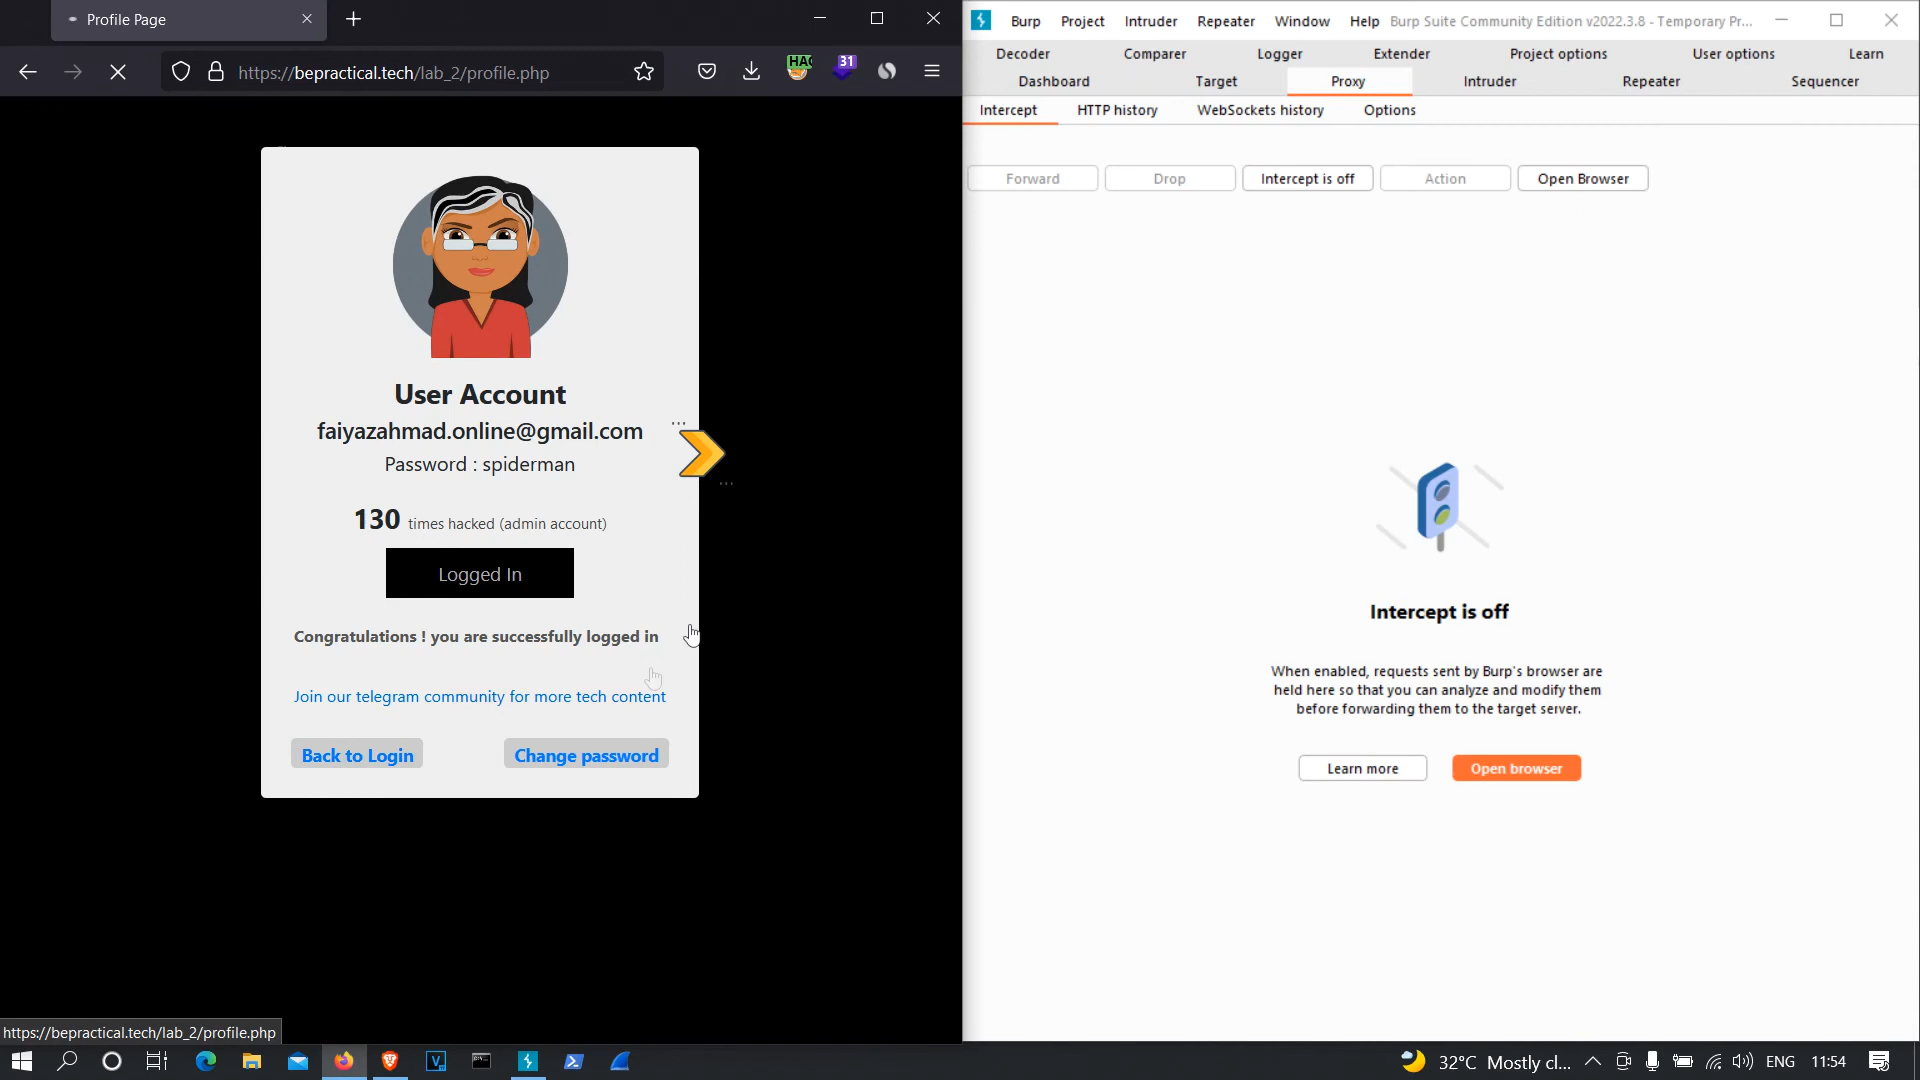 Profile Page
https://bepractical.tech/lab_2/profile.php
HAC
31
User Account
faiyazahmad.online@gmail.com
Password : spiderman
130 times hacked (admin account)
Logged In
Congratulations ! you are successfully logged in
Join our telegram community for more tech content
Back to Login
Change password
https://bepractical.tech/lab_2/profile.php
Burp Project Intruder Repeater Window Help Burp Suite Community Edition v2022.3.8 - Temporary Pr...
Decoder Comparer Logger Extender Project options User options Learn
Dashboard Target Proxy Intruder Repeater Sequencer
Intercept HTTP history WebSockets history Options
Forward Drop Intercept is off Action Open Browser
Intercept is off
When enabled, requests sent by Burp's browser are
held here so that you can analyze and modify them
before forwarding them to the target server.
Learn more Open browser
32°C Mostly cl... ENG 11:54